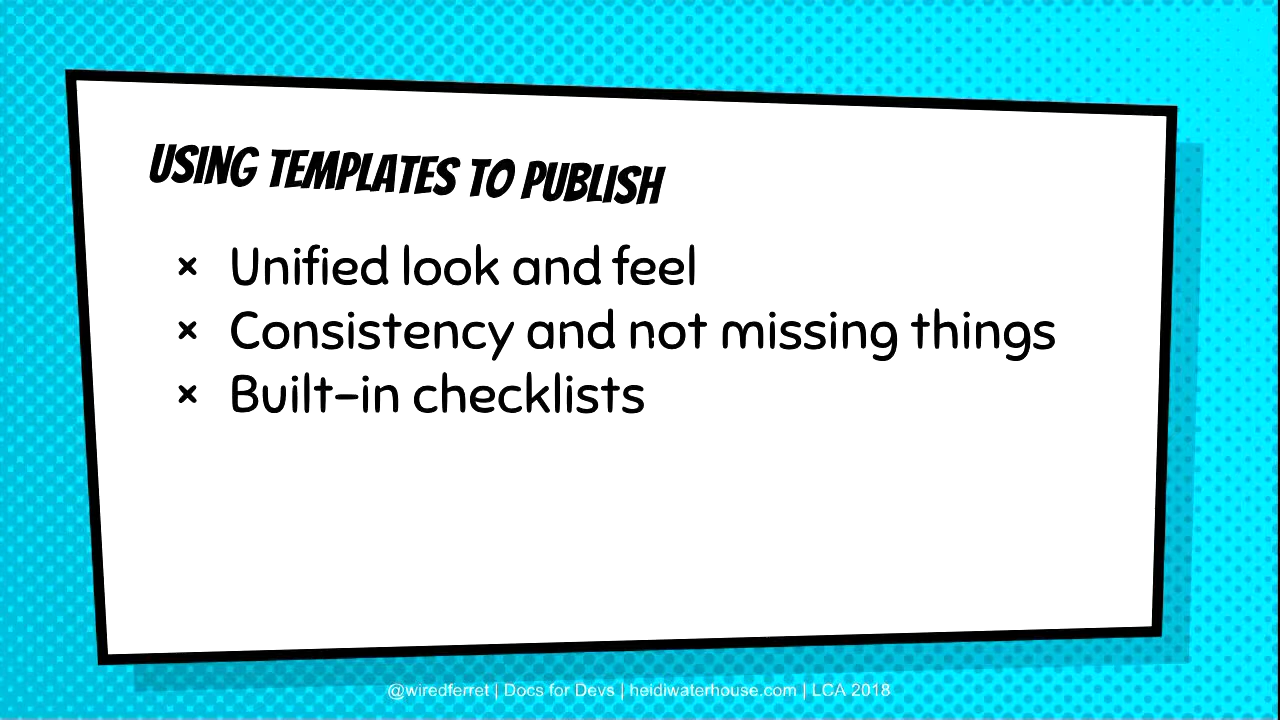 USING TEMPLATES TO PUBLISH
× Unified look and feel
× Consistency and not missing things
× Built-in checklists
@wiredferret | Docs for Devs | heidiwaterhouse.com | LCA 2018